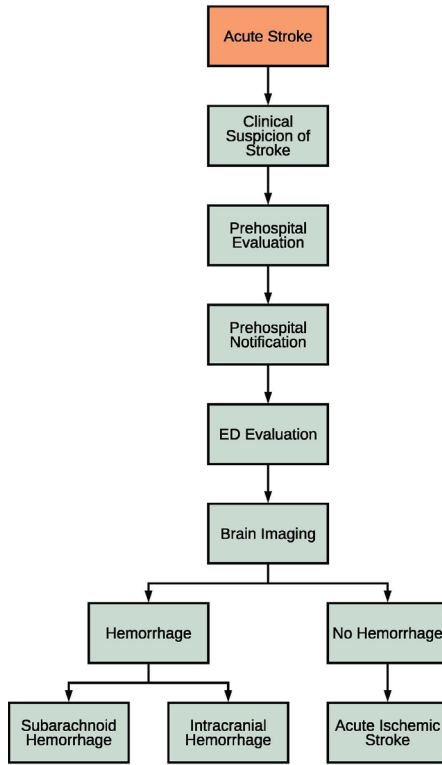 Acute Stroke
Clinical
Suspicion of
Stroke
Prehospital
Evaluation
Prehospital
Notification
ED Evaluation
Brain Imaging
Hemorrhage
No Hemorrhage
Subarachnoid
Hemorrhage
Intracranial
Hemorrhage
Acute Ischemic
Stroke